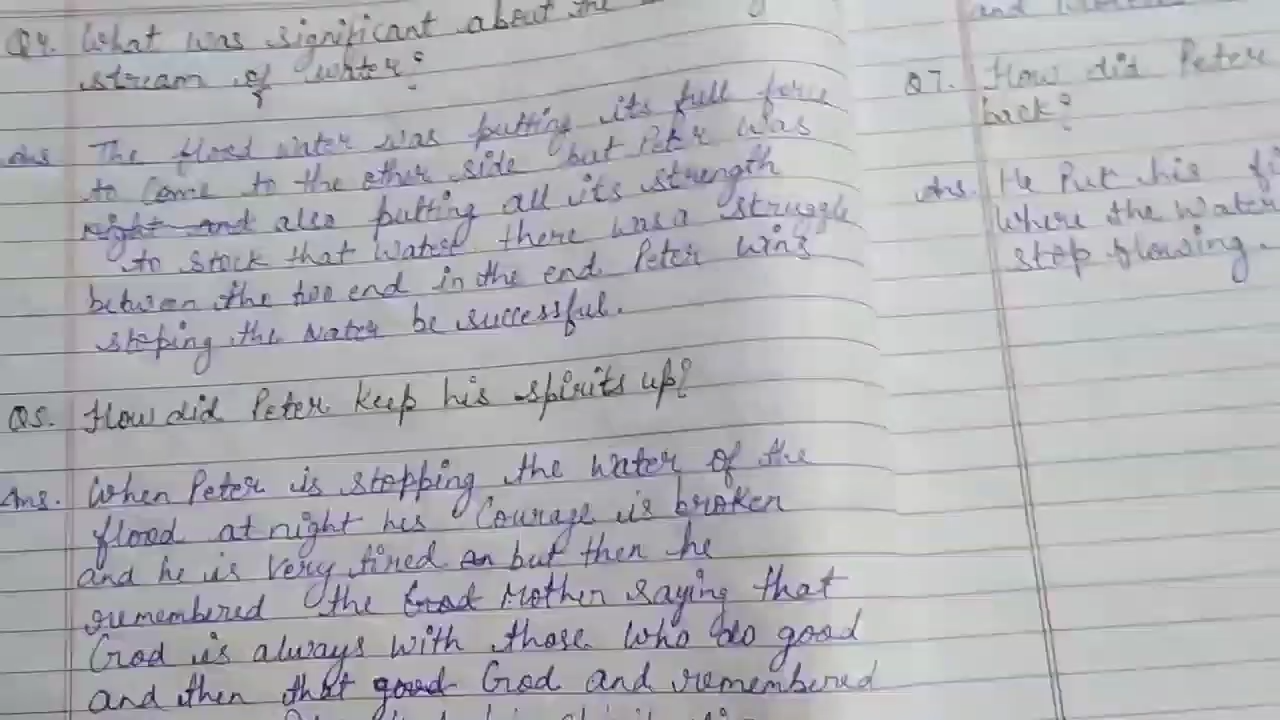 Q4. What was significant about the
stream of water?
Ans The flood water was putting its full force
to come to the other side but Peter was
right and also putting all its strength
to stock that water there was a struggle
between the two end in the end Peter wins
stoping the water be successful.
Q5. How did Peter keep his spirits up?
Ans. When Peter is stopping the water of the
flood at night his courage is broken
and he is very tired an but then he
remembered the God Mother saying that
God is always with those who do good
and then that good God and remembered
and
Q7. How did Peter
back?
Ans. He Put his
where the water
stop flowing.